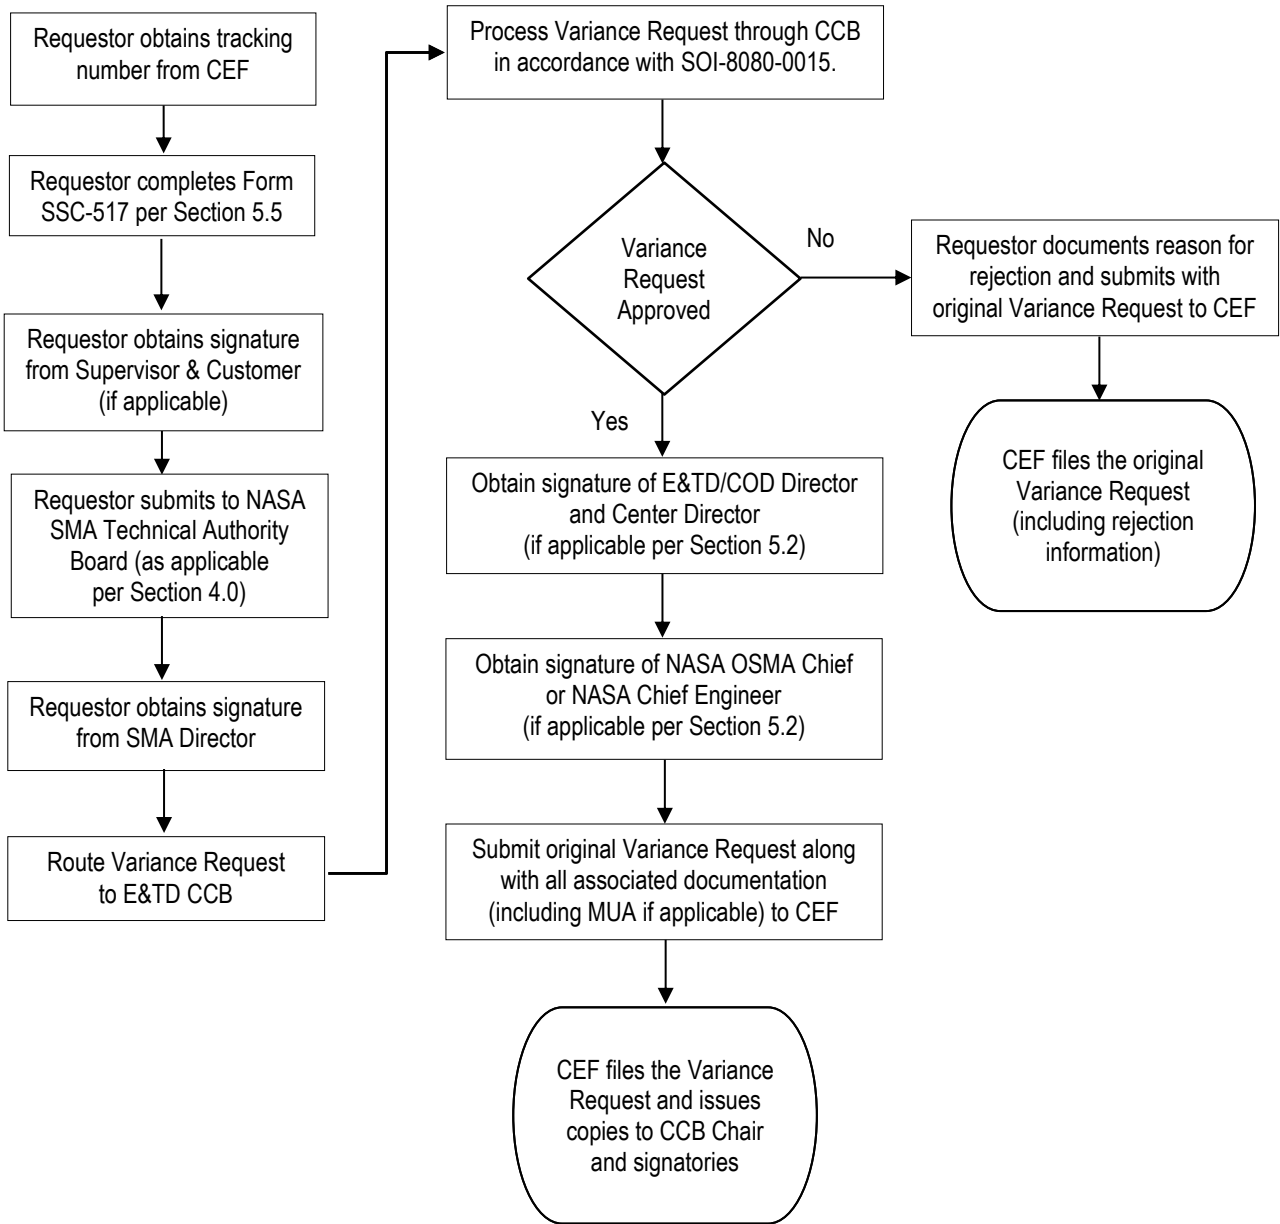 Requestor obtains tracking
number from CEF
Requestor completes Form
SSC-517 per Section 5.5
Requestor obtains signature
from Supervisor & Customer
(if applicable)
Requestor submits to NASA
SMA Technical Authority
Board (as applicable
per Section 4.0)
Requestor obtains signature
from SMA Director
Route Variance Request
to E&TD CCB
Process Variance Request through CCB
in accordance with SOI-8080-0015.
Variance
Request
Approved
No
Requestor documents reason for
rejection and submits with
original Variance Request to CEF
CEF files the original
Variance Request
(including rejection
information)
Yes
Obtain signature of E&TD/COD Director
and Center Director
(if applicable per Section 5.2)
Obtain signature of NASA OSMA Chief
or NASA Chief Engineer
(if applicable per Section 5.2)
Submit original Variance Request along
with all associated documentation
(including MUA if applicable) to CEF
CEF files the Variance
Request and issues
copies to CCB Chair
and signatories